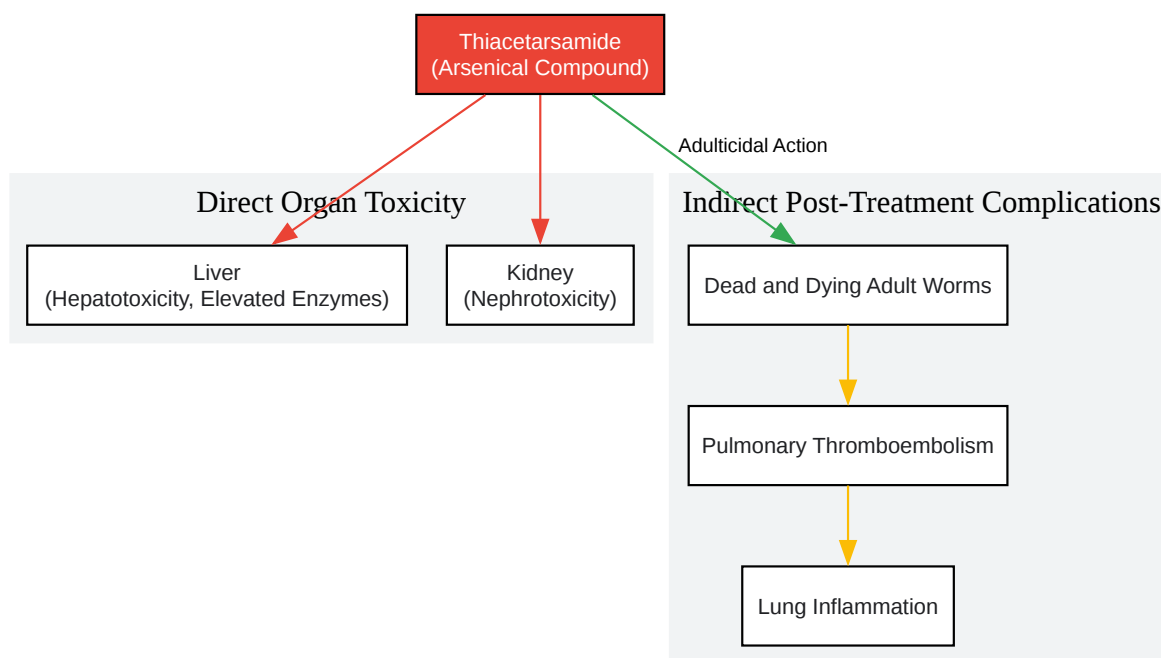 Thiacetarsamide
(Arsenical Compound)
Adulticidal Action
Direct Organ Toxicity
Liver
(Hepatotoxicity, Elevated Enzymes)
Kidney
(Nephrotoxicity)
Indirect Post-Treatment Complications
Dead and Dying Adult Worms
Pulmonary Thromboembolism
Lung Inflammation